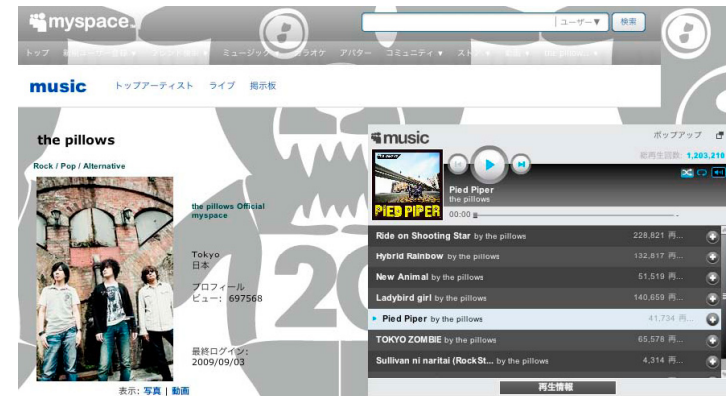 myspace
ユーザー▼
検索
トップ
ミュージック
カラオケ
アバター
コミュニティ▼
music
トップアーティスト
ライブ
掲示板
the pillows
Rock / Pop / Alternative
the pillows Official
myspace
Tokyo
日本
プロフィール
ビュー: 697568
最終ログイン:
2009/09/03
表示: 写真 | 動画
music
ポップアップ
総再生回数: 1,203,210
PIED PIPER
Pied Piper
the pillows
00:00
Ride on Shooting Star by the pillows 228,821 再...
Hybrid Rainbow by the pillows 132,817 再...
New Animal by the pillows 51,519 再...
Ladybird girl by the pillows 140,659 再...
Pied Piper by the pillows 41,734 再...
TOKYO ZOMBIE by the pillows 65,578 再...
Sullivan ni naritai (RockSt... by the pillows 4,314 再...
再生情報
20